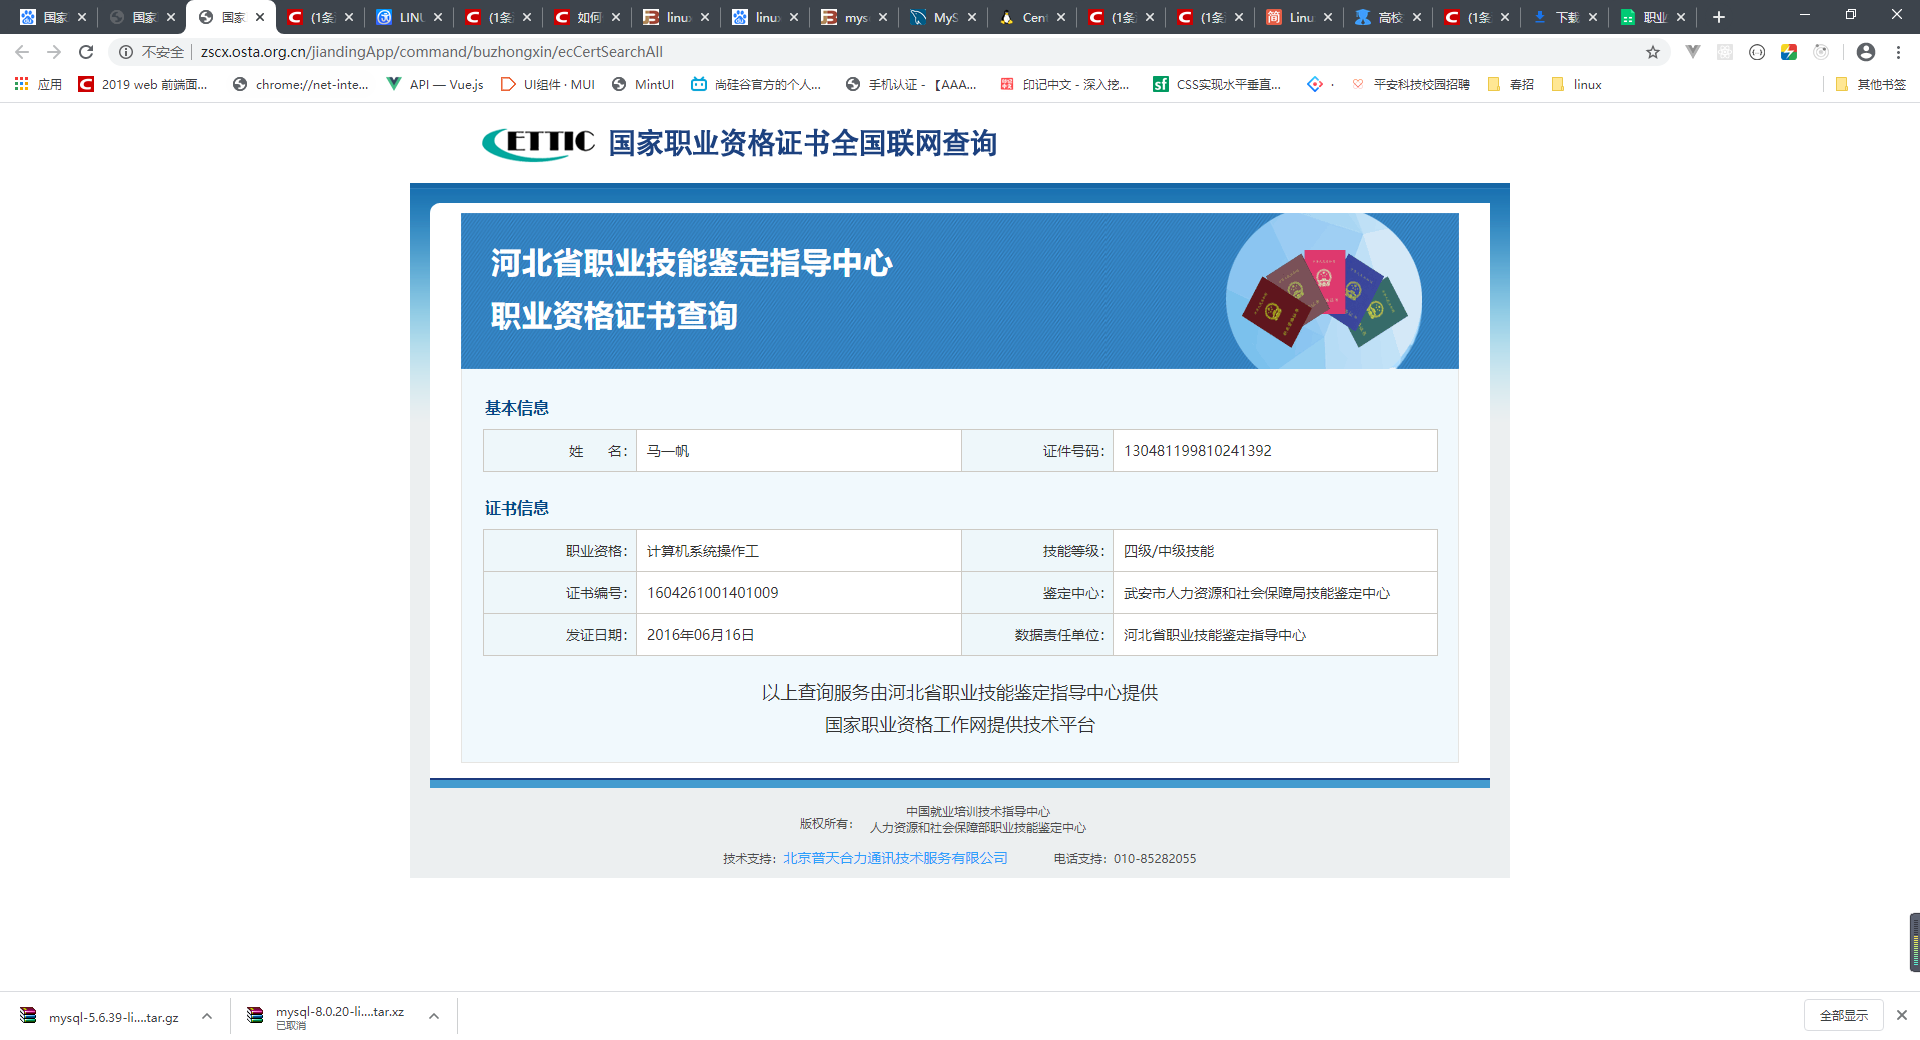 国家 国家 国家 (1条 LINU (1条 如何 linu linu mys MyS Cent (1条 (1条 Linu 高校 (1条 下载 职业
不安全 zscx.osta.org.cn/jiandingApp/command/buzhongxin/ecCertSearchAll
应用 2019 web 前端面... chrome://net-inte... API — Vue.js UI组件 · MUI MintUI 尚硅谷官方的个人... 手机认证 - 【AAA... 印记中文 - 深入挖... CSS实现水平垂直... · 平安科技校园招聘 春招 linux 其他书签
CETTIC 国家职业资格证书全国联网查询
河北省职业技能鉴定指导中心
职业资格证书查询
基本信息
姓 名: 马一帆 证件号码: 130481199810241392
证书信息
职业资格: 计算机系统操作工 技能等级: 四级/中级技能
证书编号: 1604261001401009 鉴定中心: 武安市人力资源和社会保障局技能鉴定中心
发证日期: 2016年06月16日 数据责任单位: 河北省职业技能鉴定指导中心
以上查询服务由河北省职业技能鉴定指导中心提供
国家职业资格工作网提供技术平台
版权所有: 中国就业培训技术指导中心
人力资源和社会保障部职业技能鉴定中心
技术支持: 北京普天合力通讯技术服务有限公司 电话支持: 010-85282055
mysql-5.6.39-li....tar.gz mysql-8.0.20-li....tar.xz 全部显示
已取消